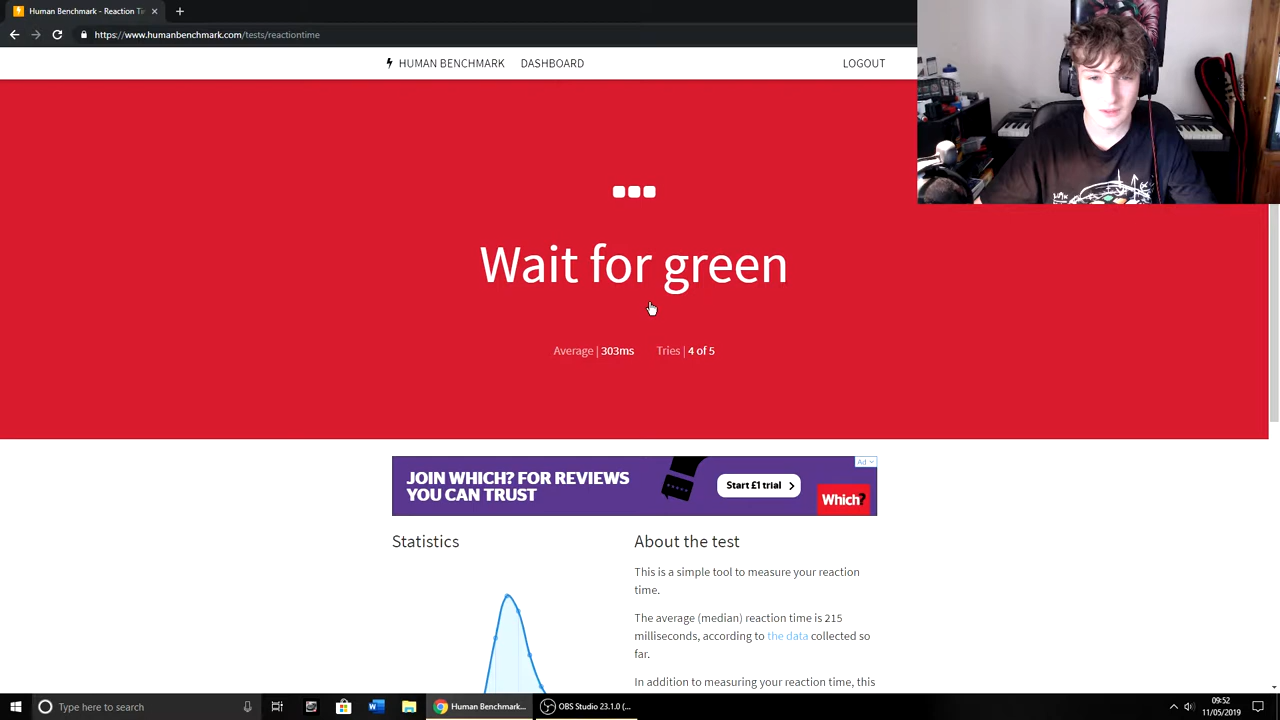 Human Benchmark - Reaction Ti
https://www.humanbenchmark.com/tests/reactiontime
HUMAN BENCHMARK
DASHBOARD
LOGOUT
Wait for green
Average | 303ms
Tries | 4 of 5
JOIN WHICH? FOR REVIEWS
YOU CAN TRUST
Start £1 trial
Which?
Ad
Statistics
About the test
This is a simple tool to measure your reaction
time.
The average (median) reaction time is 215
milliseconds, according to the data collected so
far.
In addition to measuring your reaction time, this
Type here to search
Human Benchmark...
OBS Studio 23.1.0 (...
09:52
11/05/2019